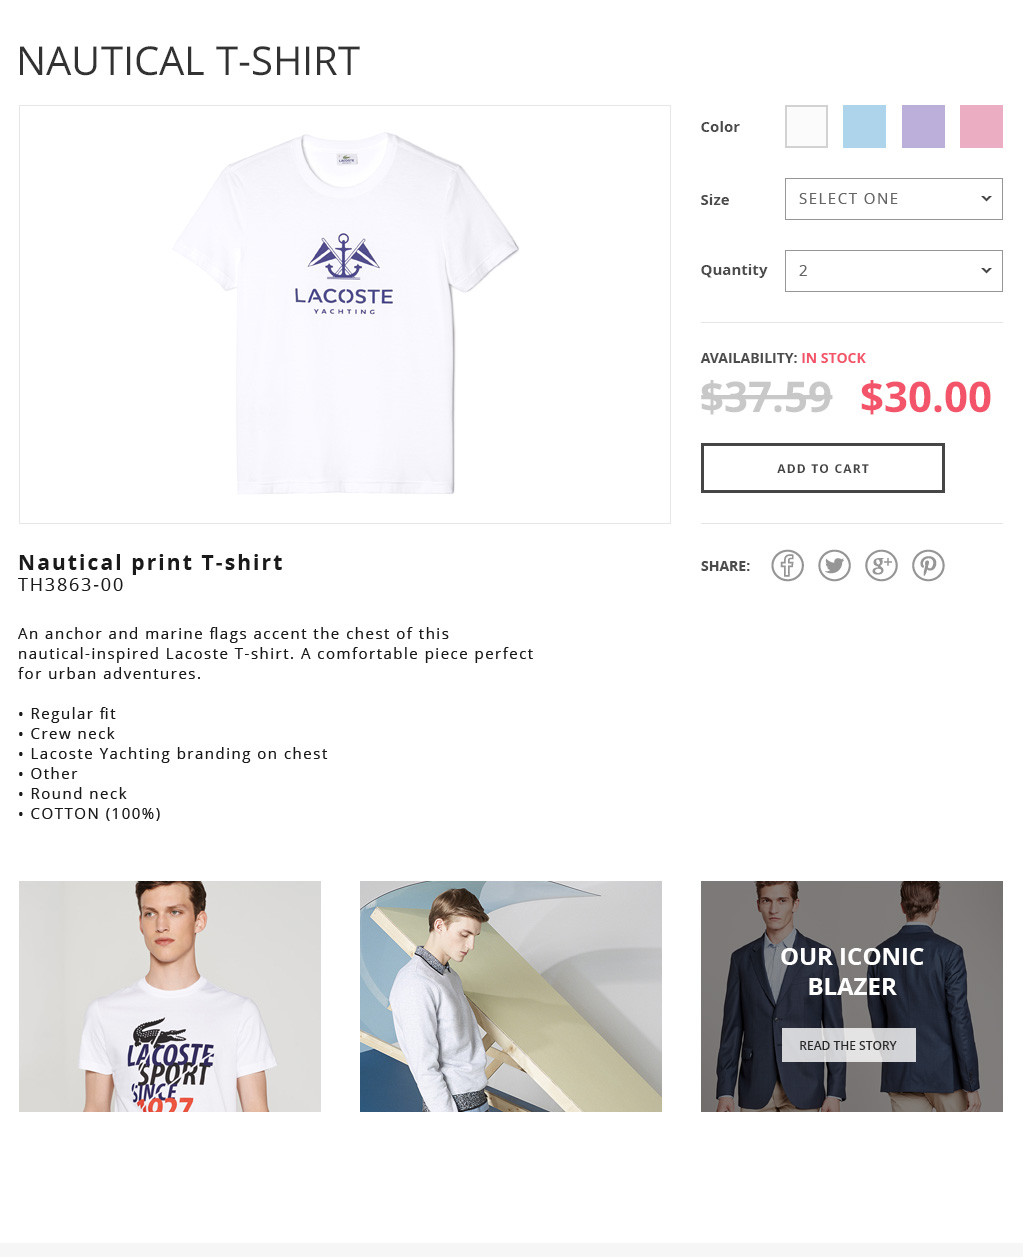 NAUTICAL T-SHIRT
LACOSTE
YACHTING
Color
Size
SELECT ONE
Quantity
2
AVAILABILITY: IN STOCK
$37.59 $30.00
ADD TO CART
SHARE:
Nautical print T-shirt
TH3863-00
An anchor and marine flags accent the chest of this
nautical-inspired Lacoste T-shirt. A comfortable piece perfect
for urban adventures.
• Regular fit
• Crew neck
• Lacoste Yachting branding on chest
• Other
• Round neck
• COTTON (100%)
LACOSTE
SPORT
SINCE
1927
OUR ICONIC
BLAZER
READ THE STORY